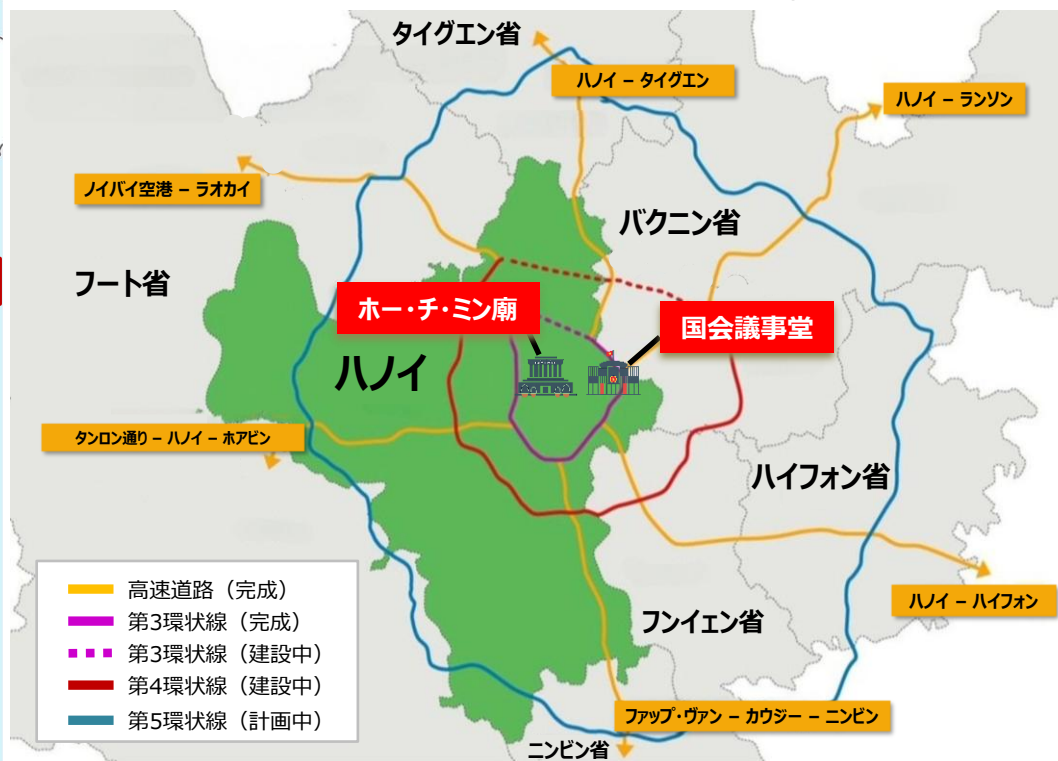 タイグエン省
ハノイ – タイグエン
ハノイ – ランソン
ノイバイ空港 – ラオカイ
バクニン省
フート省
ホー・チ・ミン廟
国会議事堂
ハノイ
タンロン通り – ハノイ – ホアビン
ハイフォン省
高速道路（完成）
第3環状線（完成）
第3環状線（建設中）
第4環状線（建設中）
第5環状線（計画中）
ハノイ – ハイフォン
フンイェン省
ファップ・ヴァン – カウジー – ニンビン
ニンビン省